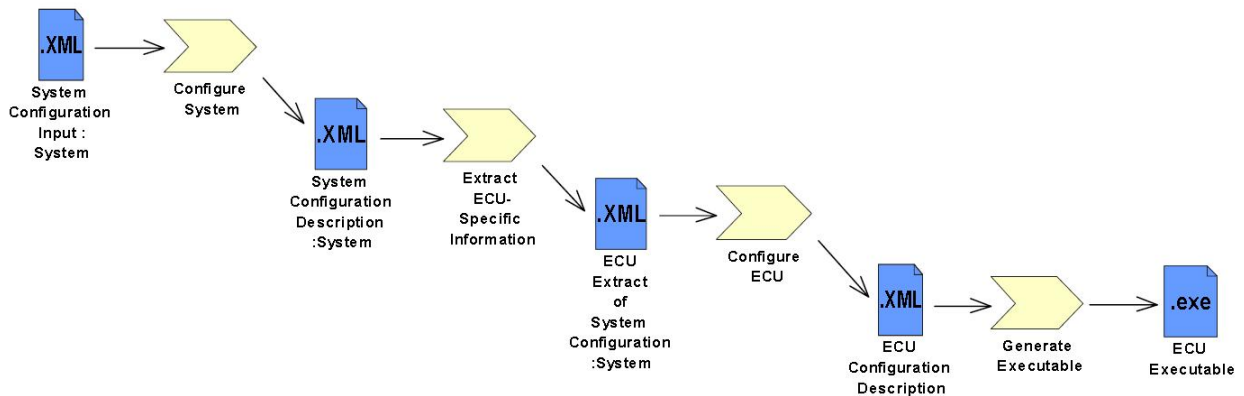 .XML
System
Configuration
Input :
System
Configure
System
.XML
System
Configuration
Description
:System
Extract
ECU-
Specific
Information
.XML
ECU
Extract
of
System
Configuration
:System
Configure
ECU
.XML
ECU
Configuration
Description
Generate
Executable
.exe
ECU
Executable